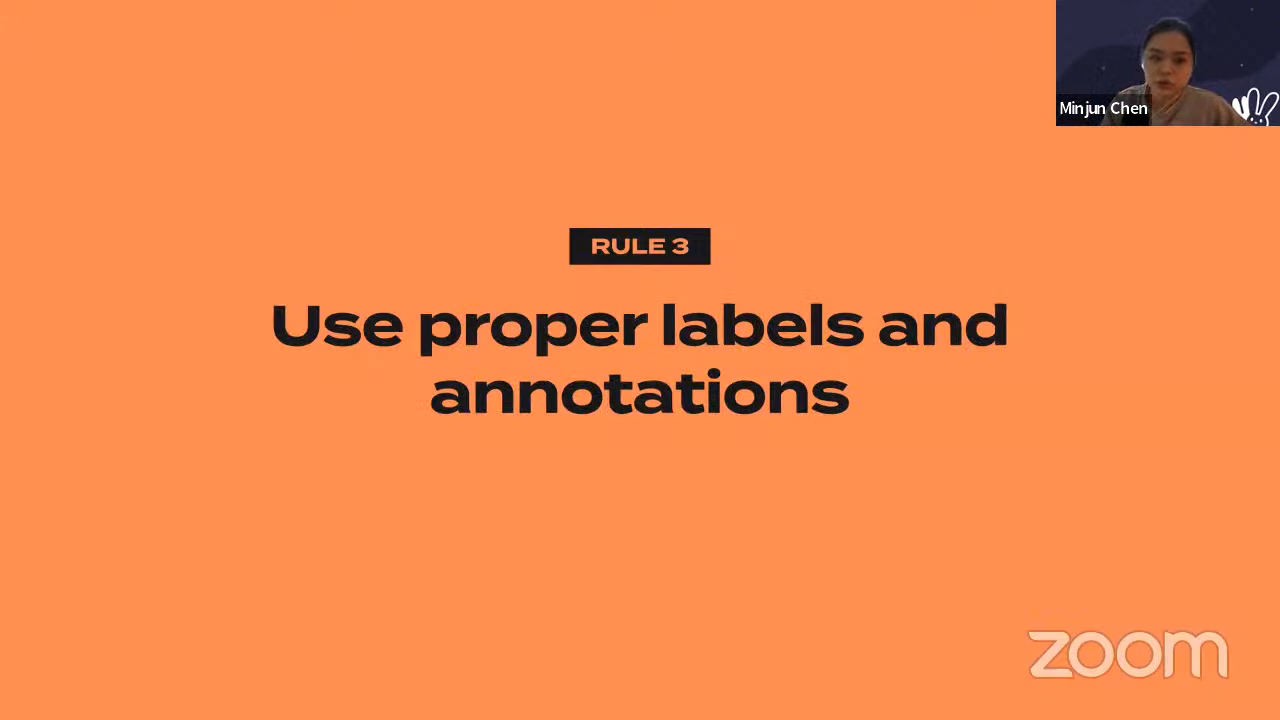 Minjun Chen
RULE 3
Use proper labels and
annotations
zoom